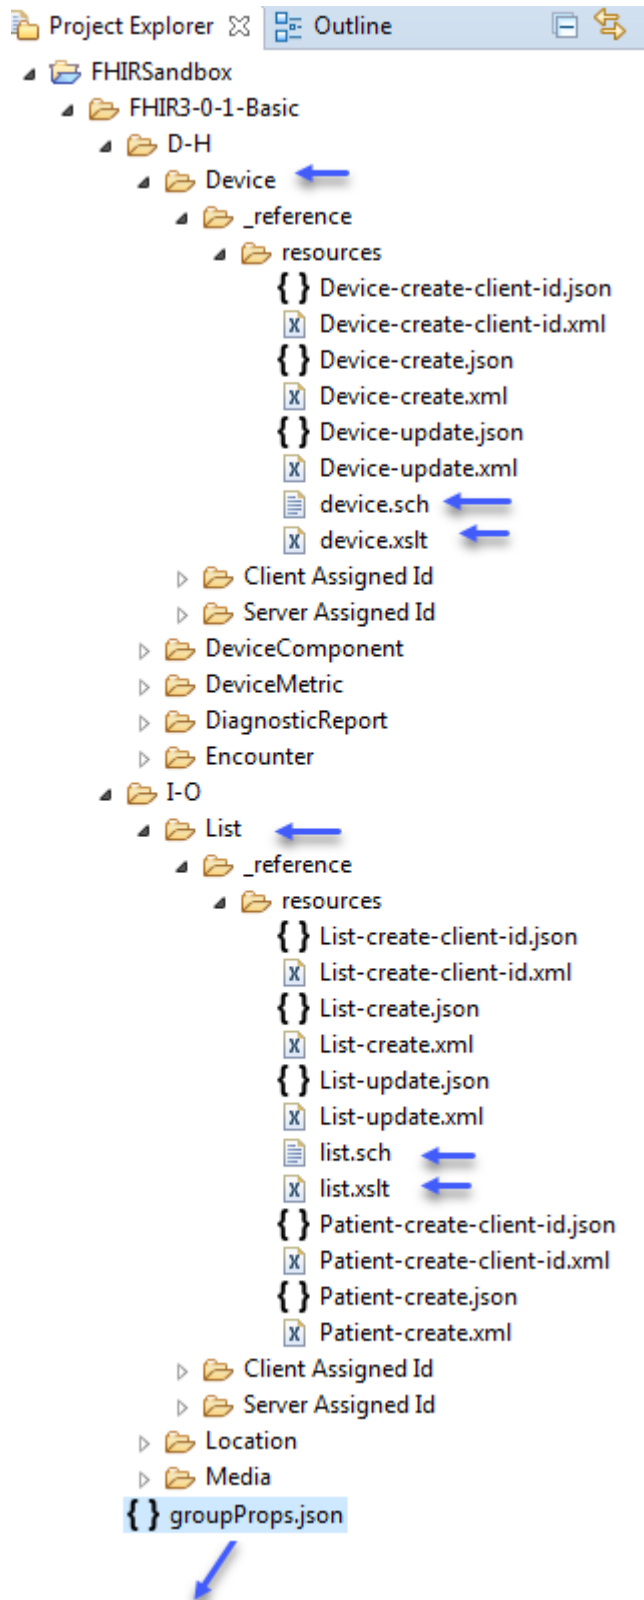 Project Explorer Outline
FHIRSandbox
FHIR3-0-1-Basic
D-H
Device
_reference
resources
{ } Device-create-client-id.json
X Device-create-client-id.xml
{ } Device-create.json
X Device-create.xml
{ } Device-update.json
X Device-update.xml
device.sch
X device.xslt
Client Assigned Id
Server Assigned Id
DeviceComponent
DeviceMetric
DiagnosticReport
Encounter
I-O
List
_reference
resources
{ } List-create-client-id.json
X List-create-client-id.xml
{ } List-create.json
X List-create.xml
{ } List-update.json
X List-update.xml
list.sch
X list.xslt
{ } Patient-create-client-id.json
X Patient-create-client-id.xml
{ } Patient-create.json
X Patient-create.xml
Client Assigned Id
Server Assigned Id
Location
Media
{ } groupProps.json